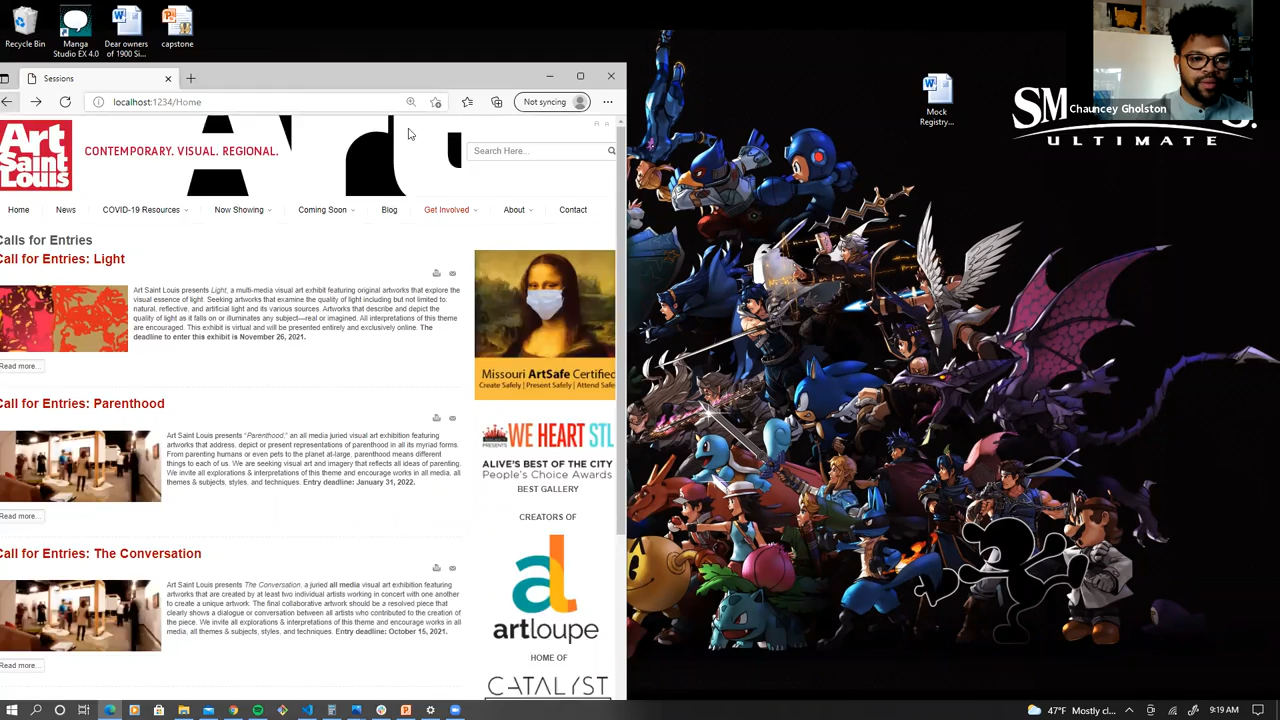 Recycle Bin
Manga
Studio EX 4.0
Dear owners
of 1900 Si...
capstone
Sessions
localhost:1234/Home
Not syncing
Mock
Registry...
Chauncey Gholston
SM
ULTIMATE
Art
Saint
Louis
CONTEMPORARY. VISUAL. REGIONAL.
Art
Search Here...
Home News COVID-19 Resources Now Showing Coming Soon Blog Get Involved About Contact
Calls for Entries
Call for Entries: Light
Art Saint Louis presents Light, a multi-media visual art exhibit featuring original artworks that explore the
visual essence of light. Seeking artworks that examine the quality of light including but not limited to:
natural, reflective, and artificial light and its various sources. Artworks that describe and depict the
quality of light as it falls on or illuminates any subject—real or imagined. All interpretations of this theme
are encouraged. This exhibit is virtual and will be presented entirely and exclusively online. The
deadline to enter this exhibit is November 26, 2021.
Read more...
Call for Entries: Parenthood
Art Saint Louis presents "Parenthood," an all media juried visual art exhibition featuring
artworks that address, depict or present representations of parenthood in all its myriad forms.
From parenting humans or even pets to the planet at-large, parenthood means different
things to each of us. We are seeking visual art and imagery that reflects all ideas of parenting.
We invite all explorations & interpretations of this theme and encourage works in all media, all
themes & subjects, styles, and techniques. Entry deadline: January 31, 2022.
Read more...
Call for Entries: The Conversation
Art Saint Louis presents The Conversation, a juried all media visual art exhibition featuring
artworks that are created by at least two individual artists working in concert with one another
to create a unique artwork. The final collaborative artwork should be a resolved piece that
clearly shows a dialogue or conversation between all artists who contributed to the creation of
the piece. We invite all explorations & interpretations of this theme and encourage works in all
media, all themes & subjects, styles, and techniques. Entry deadline: October 15, 2021.
Read more...
Missouri ArtSafe Certified
Create Safely | Present Safely | Attend Safe
PRESENTS
WE HEART STL
ALIVE'S BEST OF THE CITY
People's Choice Awards
BEST GALLERY
CREATORS OF
al
artloupe
HOME OF
CATALYST
47°F Mostly cl...
9:19 AM